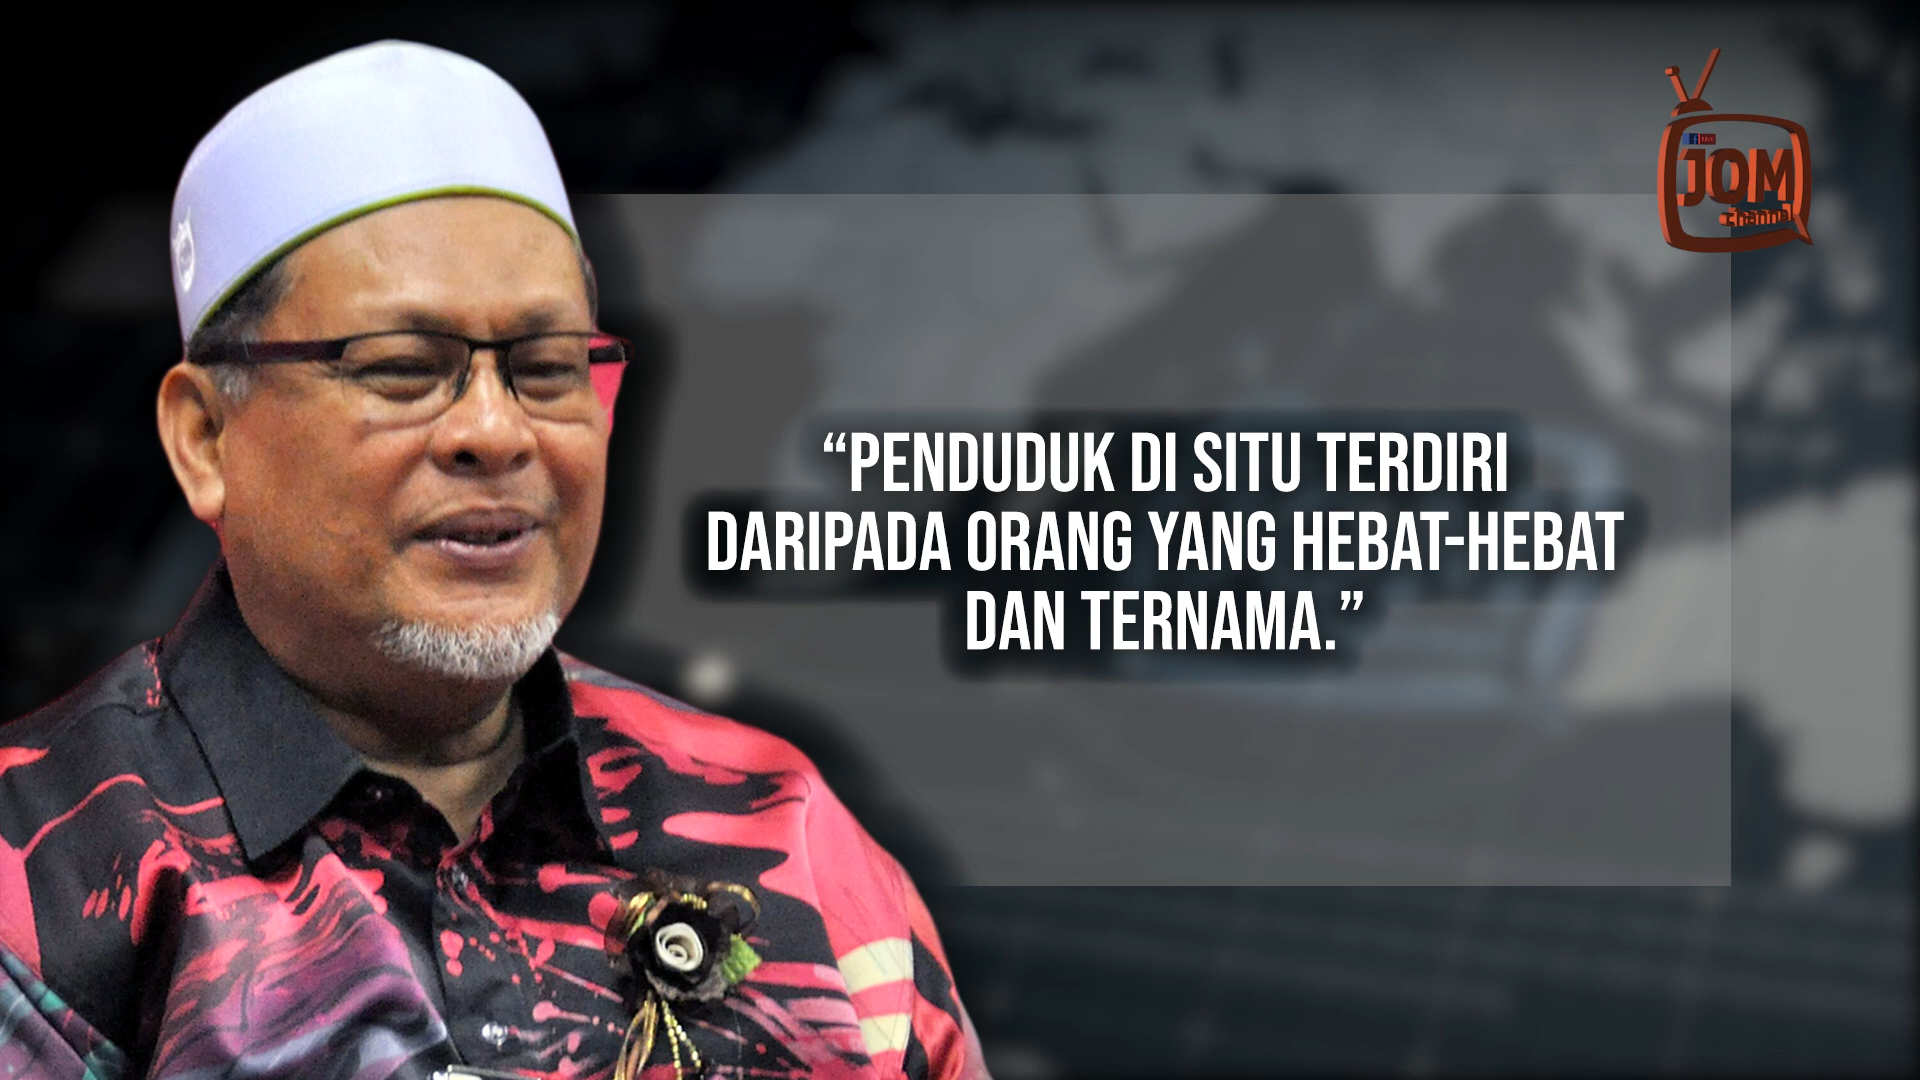 JOM
Channel
“PENDUDUK DI SITU TERDIRI
DARIPADA ORANG YANG HEBAT-HEBAT
DAN TERNAMA.”